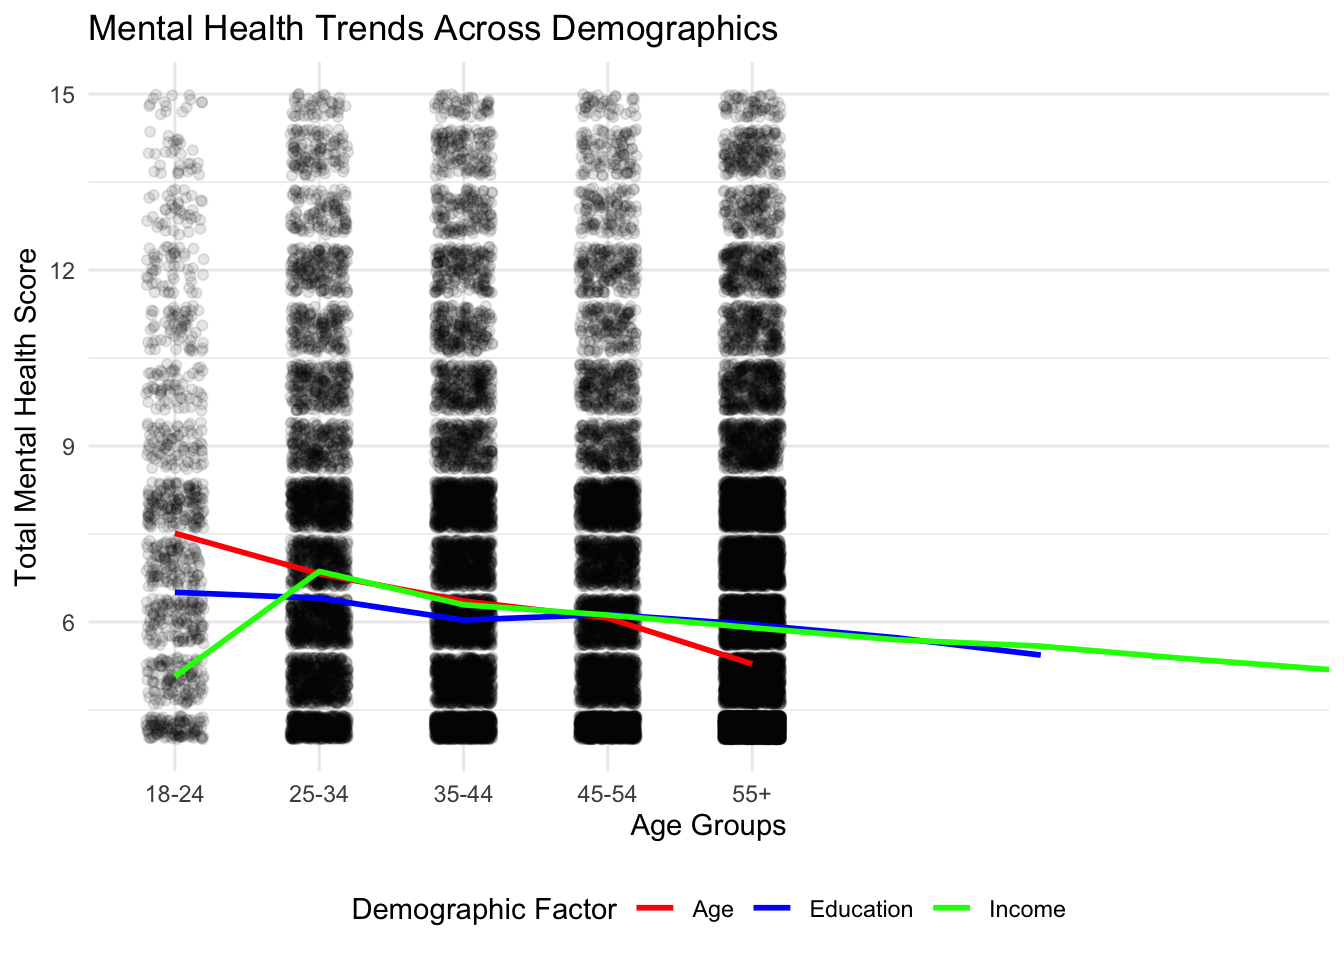 Mental Health Trends Across Demographics
Total Mental Health Score
15
12
9
6
18-24 25-34 35-44 45-54 55+
Age Groups
Demographic Factor Age Education Income